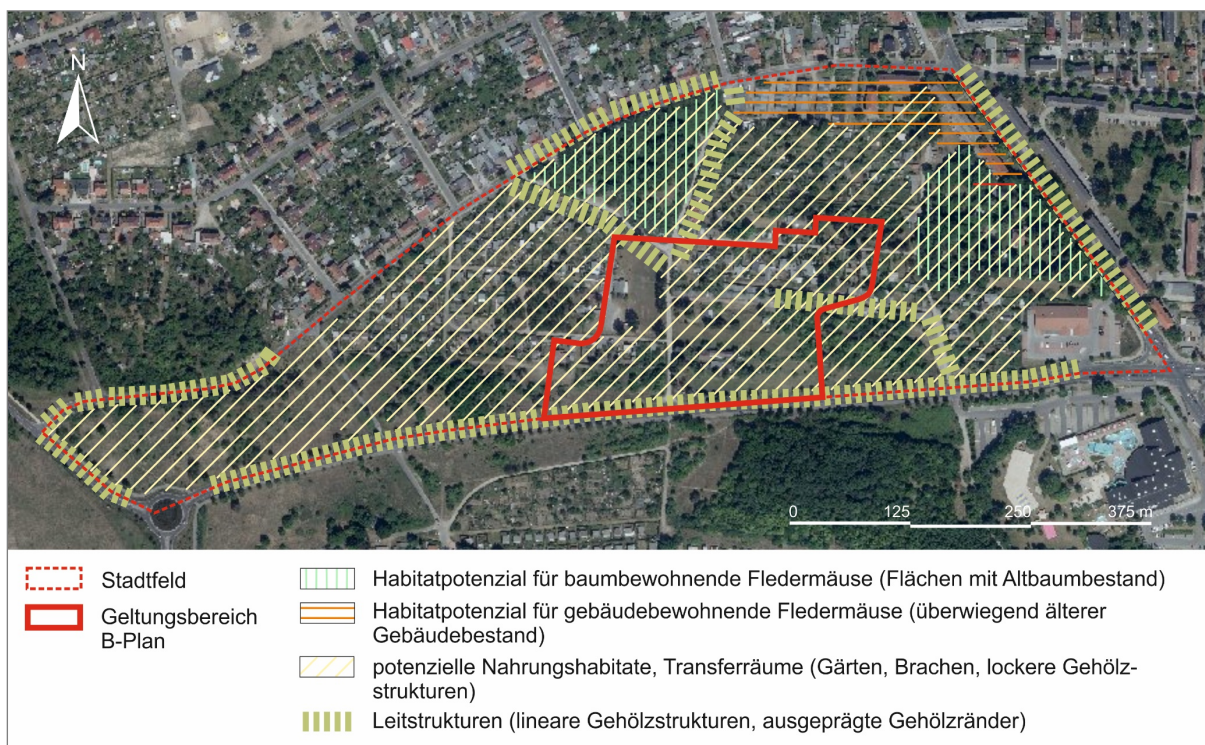 N
0 125 250 375 m
Stadtfeld
Geltungsbereich
B-Plan
Habitatpotenzial für baumbewohnende Fledermäuse (Flächen mit Altbaumbestand)
Habitatpotenzial für gebäudebewohnende Fledermäuse (überwiegend älterer
Gebäudebestand)
potenzielle Nahrungshabitate, Transferräume (Gärten, Brachen, lockere Gehölz-
strukturen)
Leitstrukturen (lineare Gehölzstrukturen, ausgeprägte Gehölzränder)